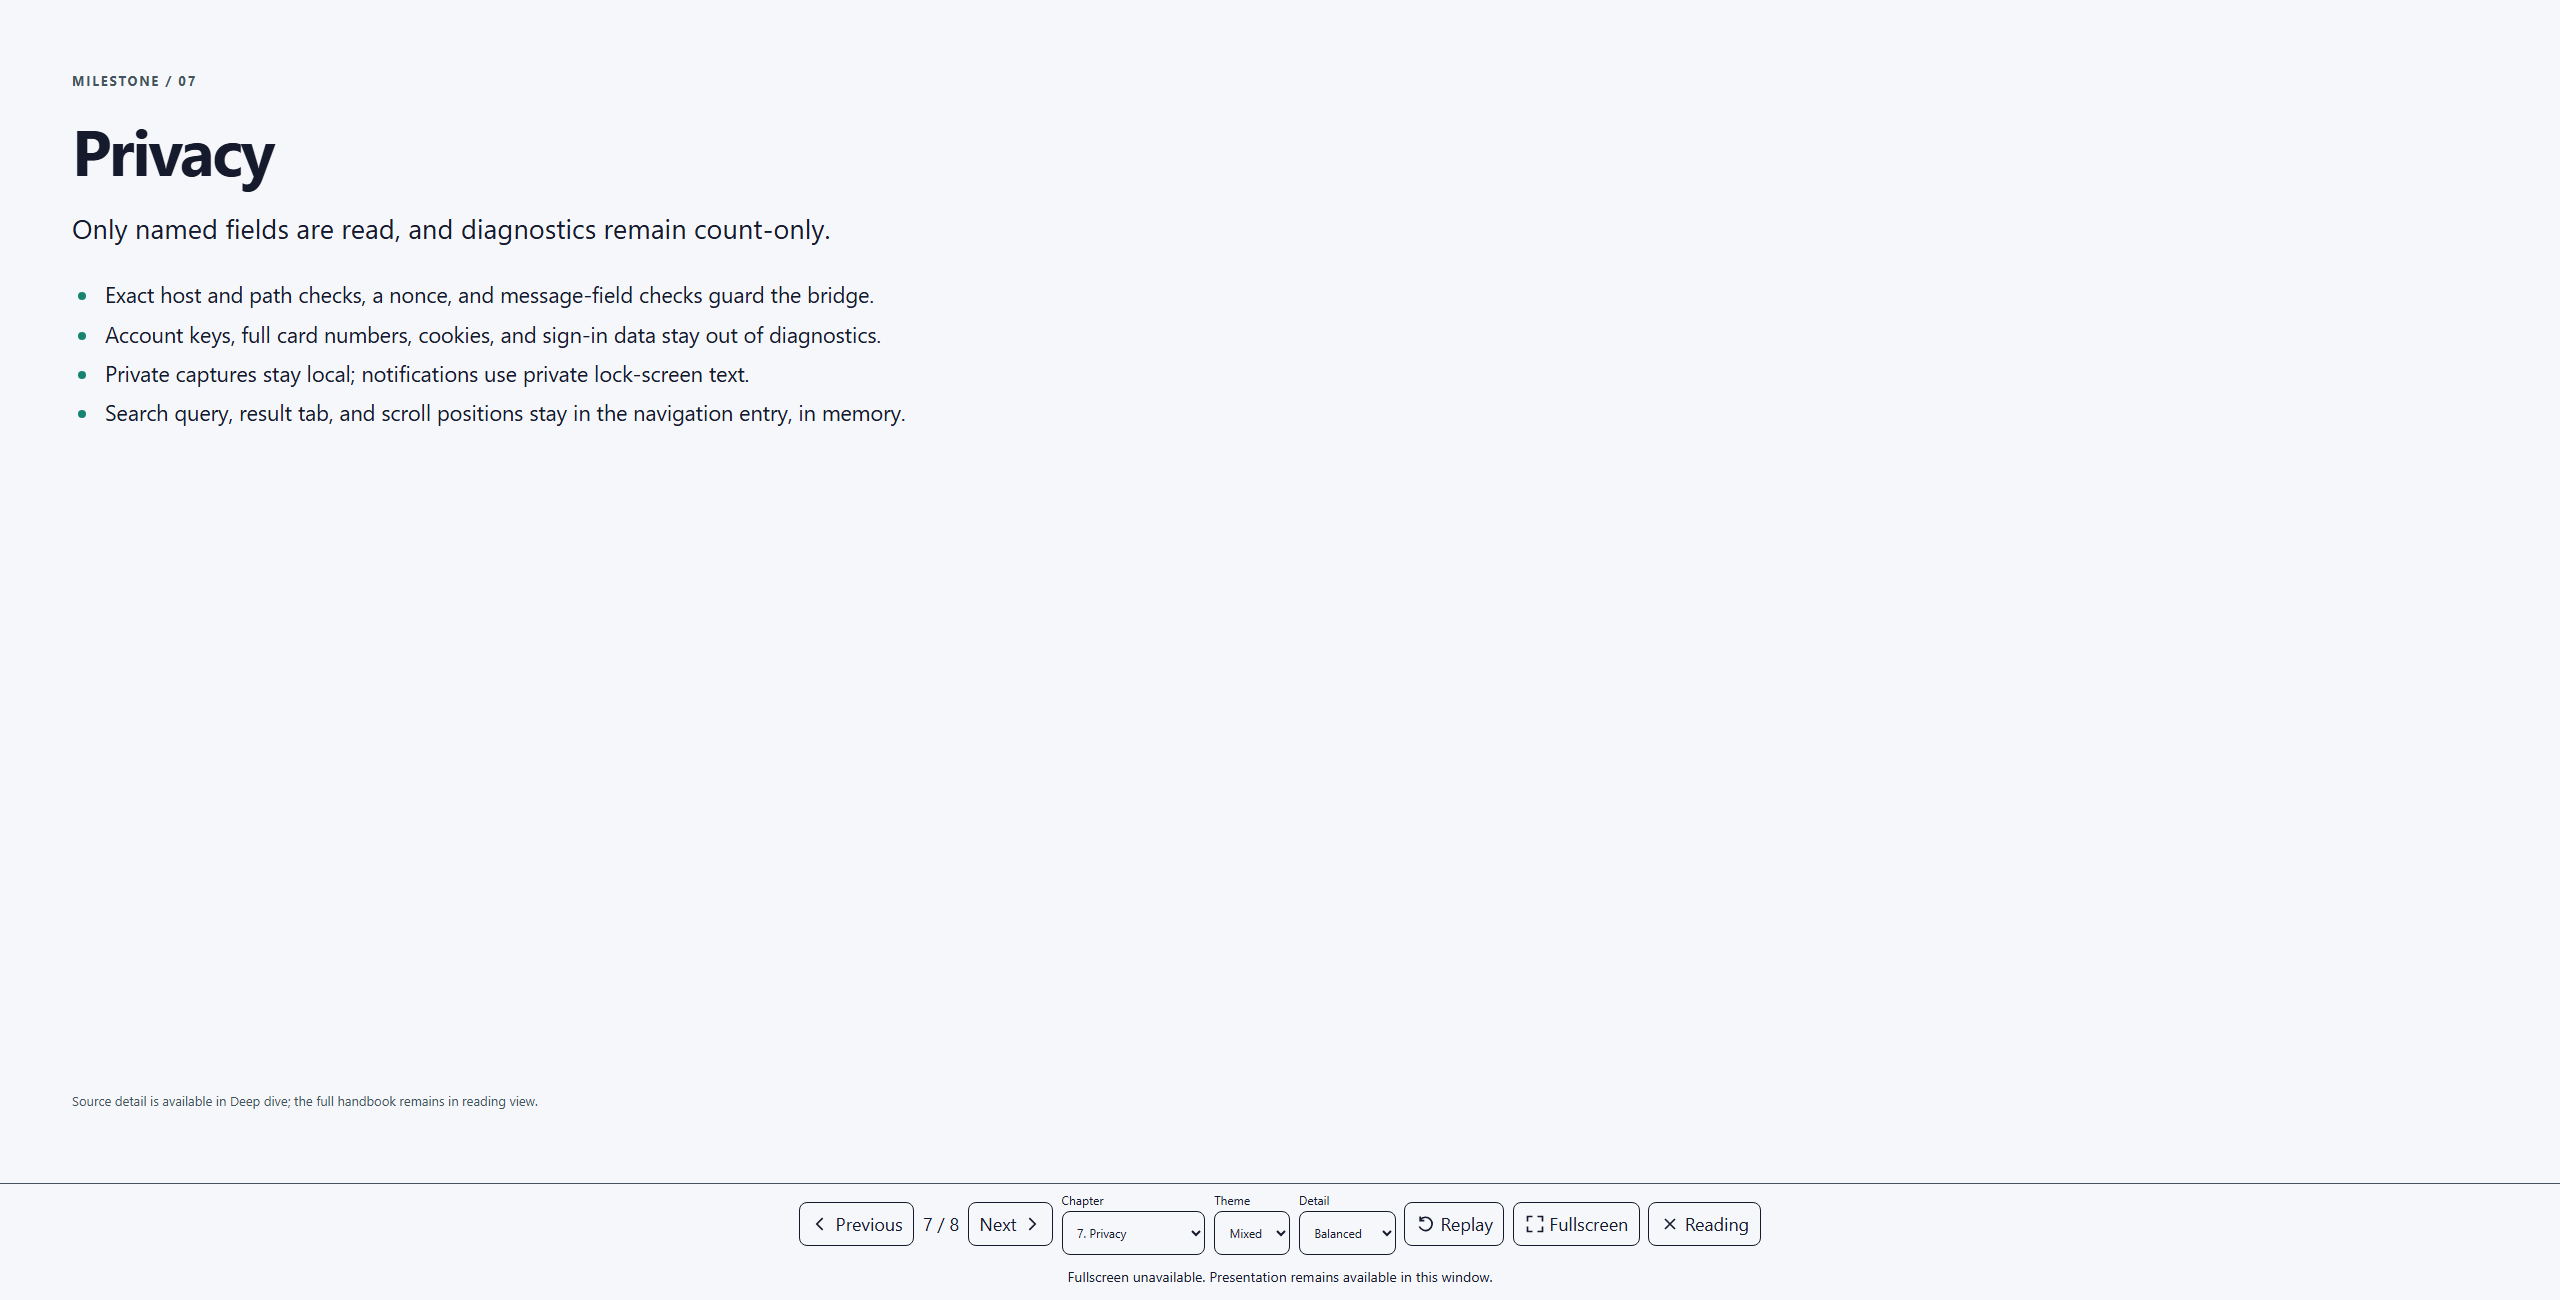 MILESTONE / 07
Privacy
Only named fields are read, and diagnostics remain count-only.
Exact host and path checks, a nonce, and message-field checks guard the bridge.
Account keys, full card numbers, cookies, and sign-in data stay out of diagnostics.
Private captures stay local; notifications use private lock-screen text.
Search query, result tab, and scroll positions stay in the navigation entry, in memory.
Source detail is available in Deep dive; the full handbook remains in reading view.
Chapter Theme Detail
Previous 7 / 8 Next 7. Privacy Mixed Balanced Replay Fullscreen Reading
Fullscreen unavailable. Presentation remains available in this window.